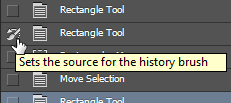 Rectangle Tool
Rectangle Tool
Sets the source for the history brush
Move Selection
Rectangle Tool